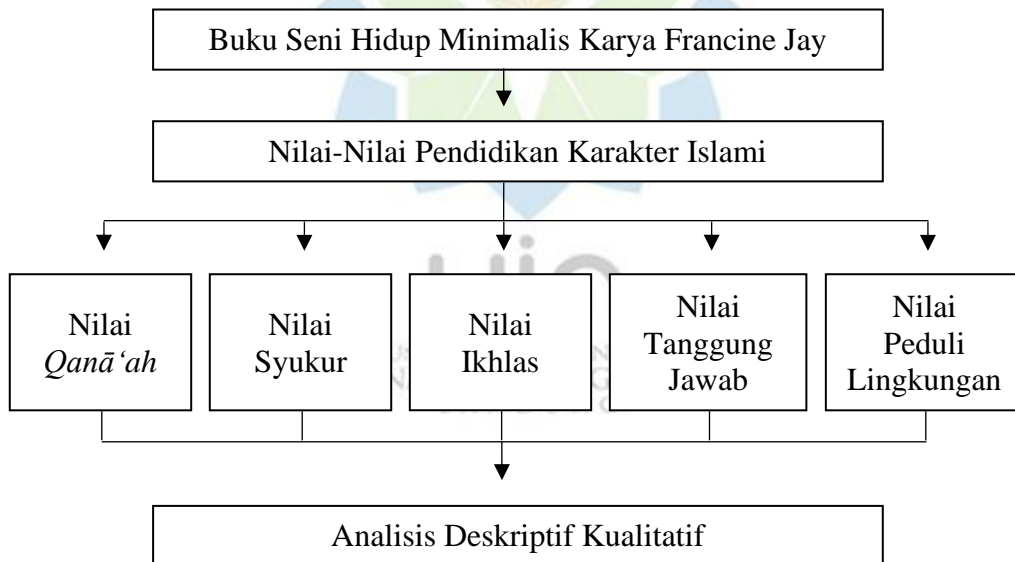 Buku Seni Hidup Minimalis Karya Francine Jay
Nilai-Nilai Pendidikan Karakter Islami
Nilai
Qanā‘ah
Nilai
Syukur
Nilai
Ikhlas
Nilai
Tanggung
Jawab
Nilai
Peduli
Lingkungan
Analisis Deskriptif Kualitatif